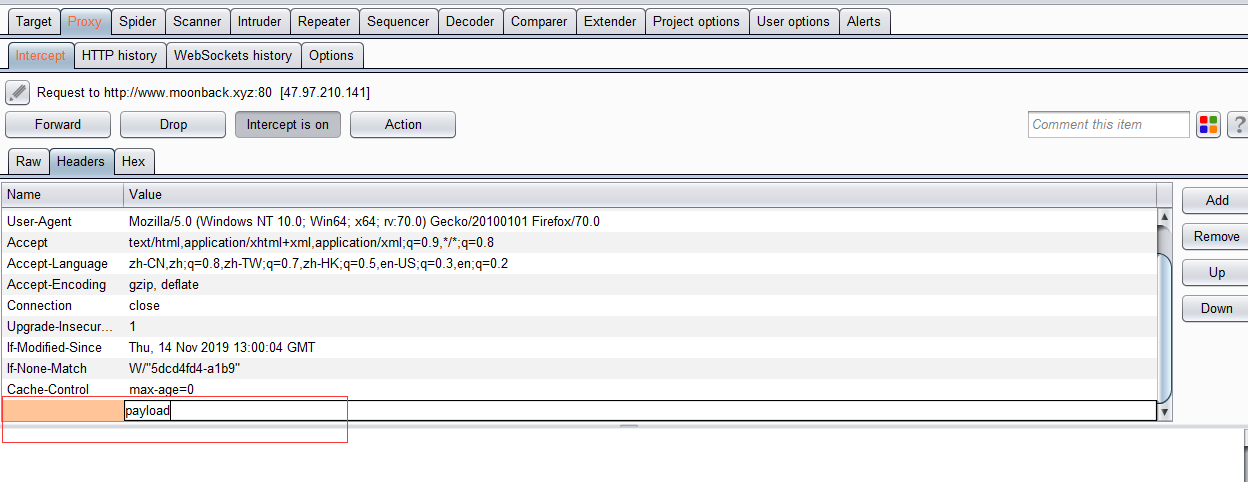 Target Proxy Spider Scanner Intruder Repeater Sequencer Decoder Comparer Extender Project options User options Alerts
Intercept HTTP history WebSockets history Options
Request to http://www.moonback.xyz:80 [47.97.210.141]
Forward Drop Intercept is on Action Comment this item ?
Raw Headers Hex
Name Value
User-Agent Mozilla/5.0 (Windows NT 10.0; Win64; x64; rv:70.0) Gecko/20100101 Firefox/70.0
Accept text/html,application/xhtml+xml,application/xml;q=0.9,*/*;q=0.8
Accept-Language zh-CN,zh;q=0.8,zh-TW;q=0.7,zh-HK;q=0.5,en-US;q=0.3,en;q=0.2
Accept-Encoding gzip, deflate
Connection close
Upgrade-Insecur... 1
If-Modified-Since Thu, 14 Nov 2019 13:00:04 GMT
If-None-Match W/"5dcd4fd4-a1b9"
Cache-Control max-age=0
payload
Add
Remove
Up
Down